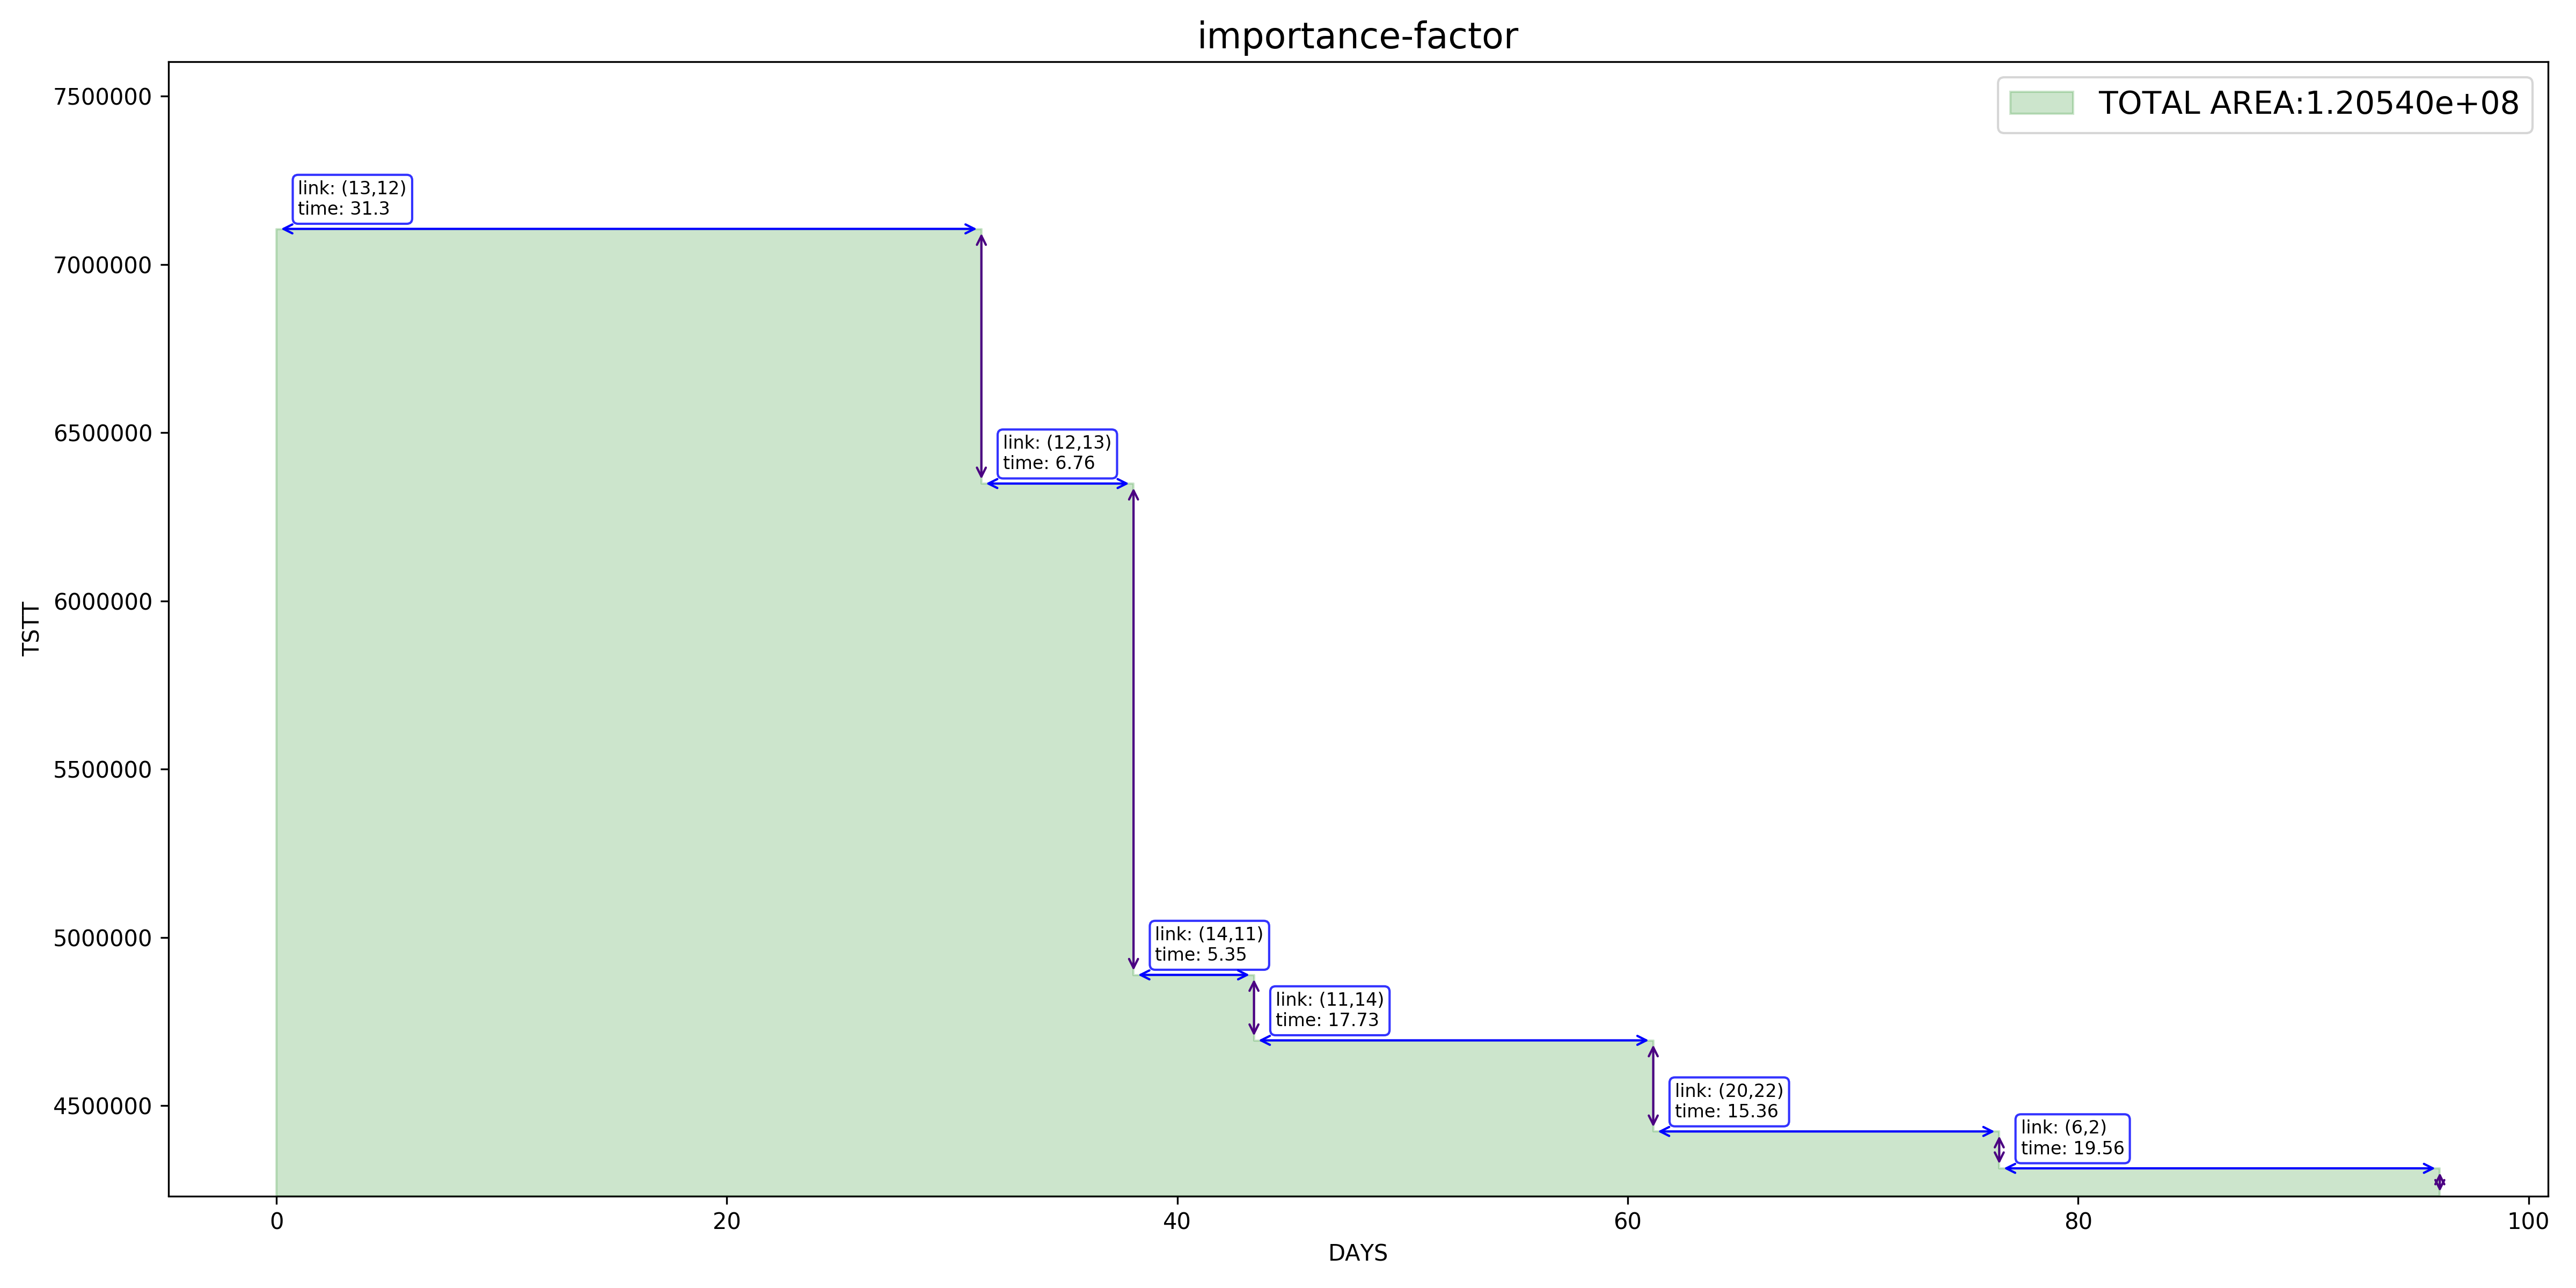 importance-factor
TOTAL AREA:1.20540e+08
7500000
7000000
6500000
6000000
5500000
5000000
4500000
TSTT
link: (13,12)
time: 31.3
link: (12,13)
time: 6.76
link: (14,11)
time: 5.35
link: (11,14)
time: 17.73
link: (20,22)
time: 15.36
link: (6,2)
time: 19.56
0
20
40
60
80
100
DAYS